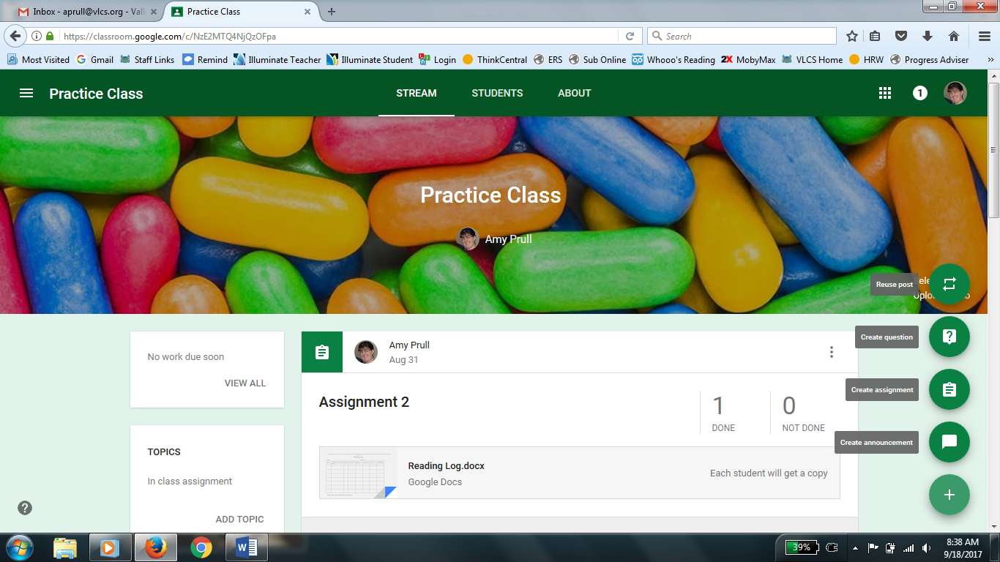 Inbox - aprull@vlcs.org - Vall
Practice Class
https://classroom.google.com/c/NzE2MTQ4NjQzOFpa
Search
Most Visited
Gmail
Staff Links
Remind
Illuminate Teacher
Illuminate Student
Login
ThinkCentral
ERS
Sub Online
Whooo's Reading
2X MobyMax
VLCS Home
HRW
Progress Adviser
Practice Class
STREAM
STUDENTS
ABOUT
1
Practice Class
Amy Prull
Reuse post
Create question
Create assignment
Create announcement
No work due soon
VIEW ALL
TOPICS
In class assignment
ADD TOPIC
Amy Prull
Aug 31
Assignment 2
1
DONE
0
NOT DONE
Reading Log.docx
Google Docs
Each student will get a copy
39%
8:38 AM
9/18/2017